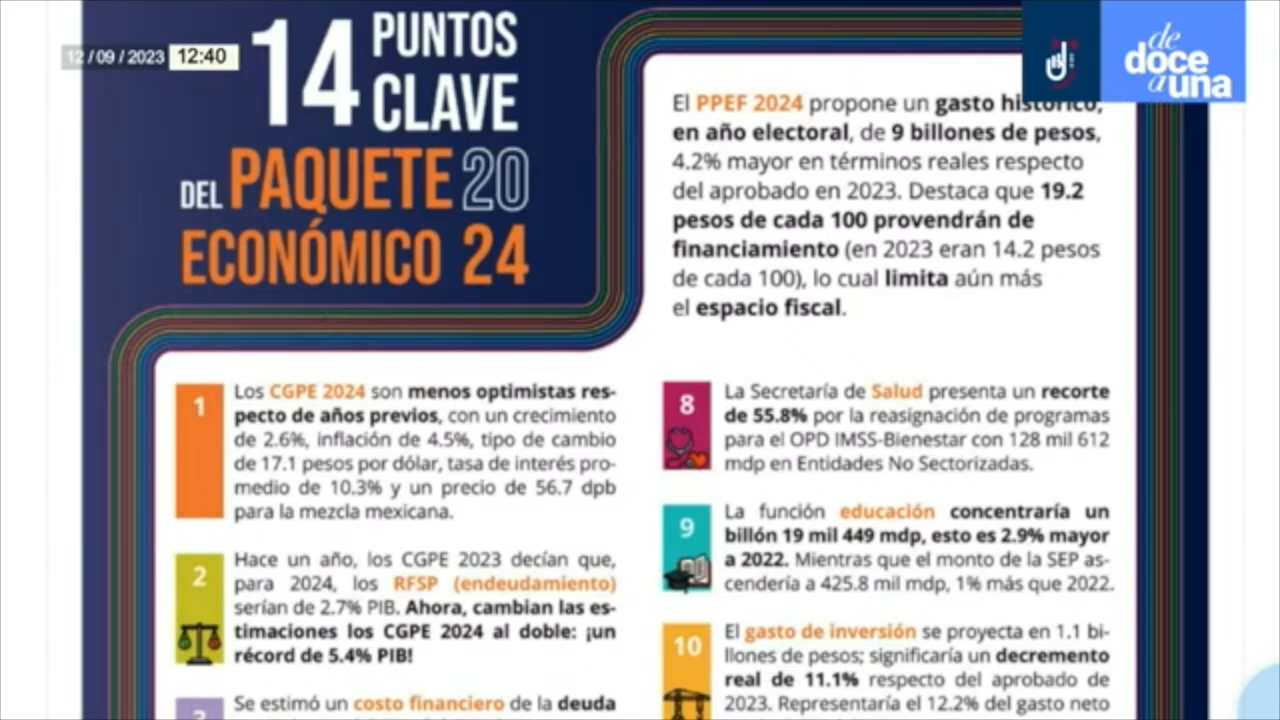 12/09/2023 12:40
de
doce
a una
14 PUNTOS
CLAVE
DEL PAQUETE 20
ECONÓMICO 24
El PPEF 2024 propone un gasto histórico,
en año electoral, de 9 billones de pesos,
4.2% mayor en términos reales respecto
del aprobado en 2023. Destaca que 19.2
pesos de cada 100 provendrán de
financiamiento (en 2023 eran 14.2 pesos
de cada 100), lo cual limita aún más
el espacio fiscal.
1
Los CGPE 2024 son menos optimistas res-
pecto de años previos, con un crecimiento
de 2.6%, inflación de 4.5%, tipo de cambio
de 17.1 pesos por dólar, tasa de interés pro-
medio de 10.3% y un precio de 56.7 dpb
para la mezcla mexicana.
2
Hace un año, los CGPE 2023 decían que,
para 2024, los RFSP (endeudamiento)
serían de 2.7% PIB. Ahora, cambian las es-
timaciones los CGPE 2024 al doble: ¡un
récord de 5.4% PIB!
3
Se estimó un costo financiero de la deuda
8
La Secretaría de Salud presenta un recorte
de 55.8% por la reasignación de programas
para el OPD IMSS-Bienestar con 128 mil 612
mdp en Entidades No Sectorizadas.
9
La función educación concentraría un
billón 19 mil 449 mdp, esto es 2.9% mayor
a 2022. Mientras que el monto de la SEP as-
cendería a 425.8 mil mdp, 1% más que 2022.
10
El gasto de inversión se proyecta en 1.1 bi-
llones de pesos; significaría un decremento
real de 11.1% respecto del aprobado de
2023. Representaría el 12.2% del gasto neto